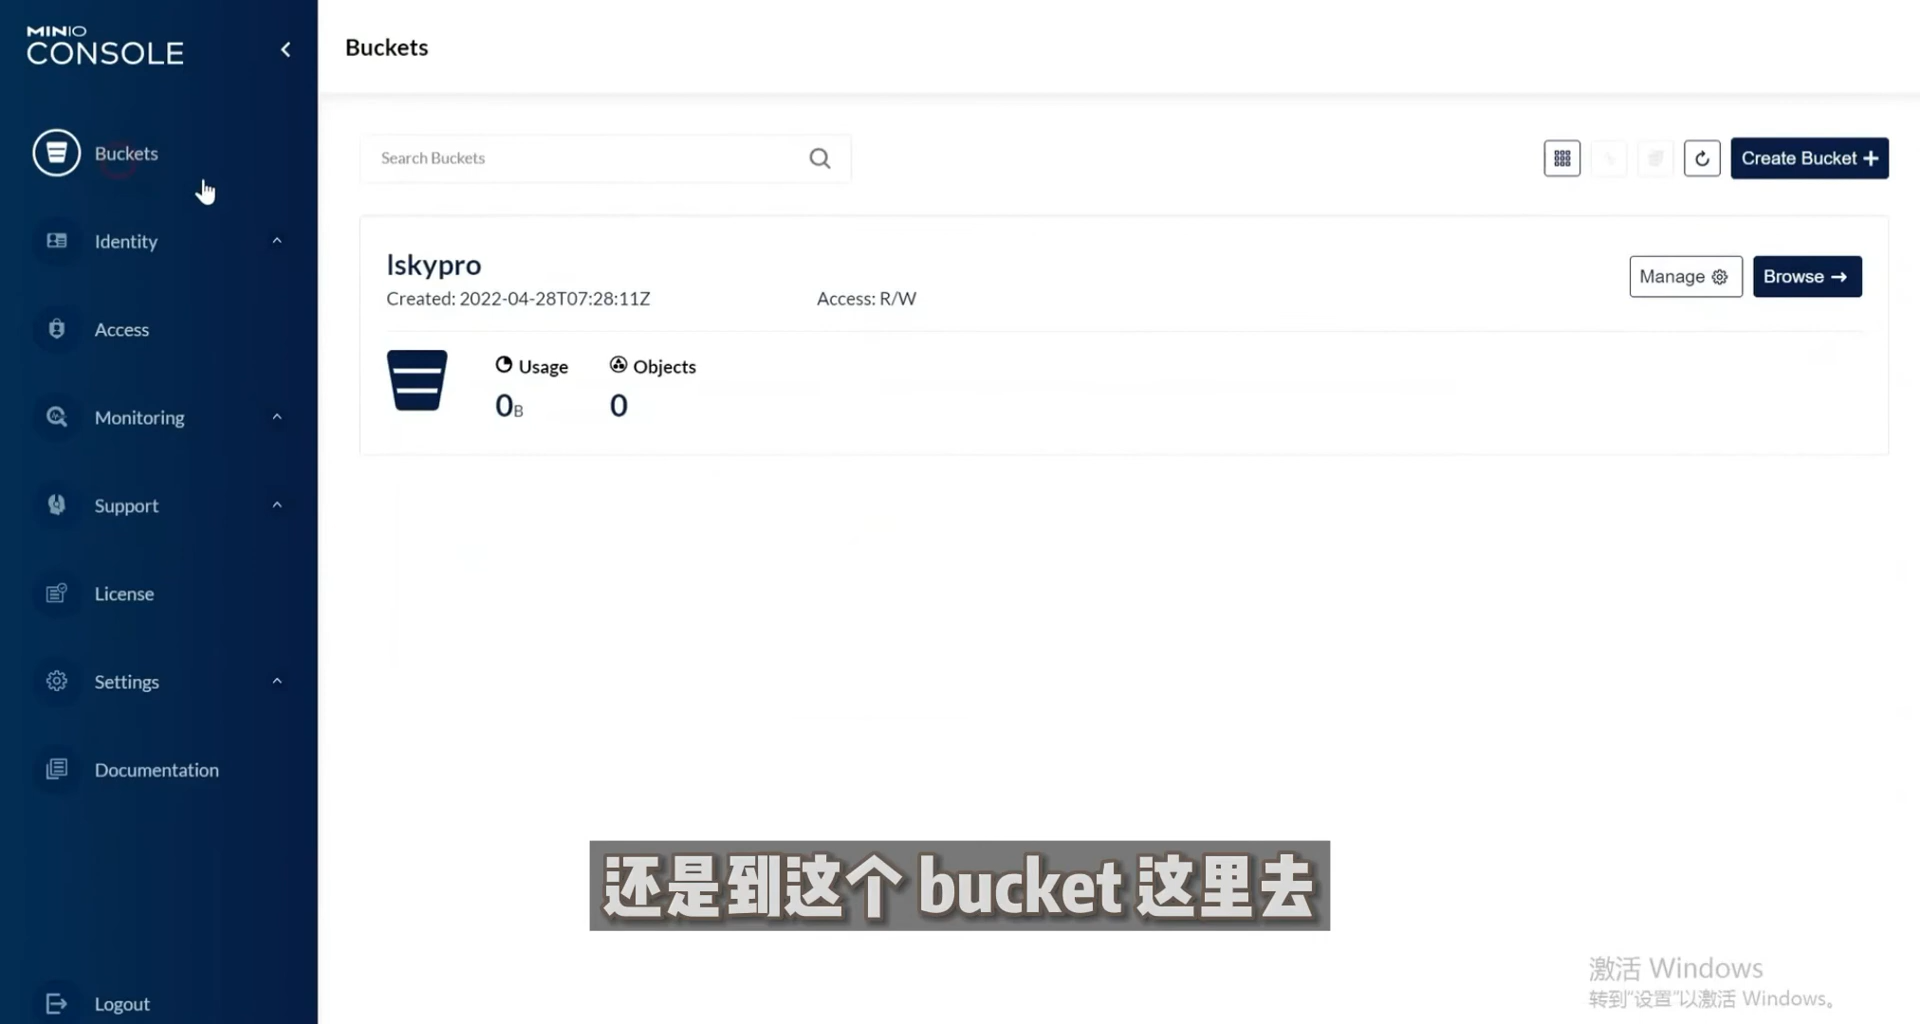 MINIO
CONSOLE
Buckets
Identity
Access
Monitoring
Support
License
Settings
Documentation
Logout
Buckets
Search Buckets
Create Bucket +
lskypro
Created: 2022-04-28T07:28:11Z
Access: R/W
Manage
Browse →
Usage
Objects
0B
0
还是到这个 bucket 这里去
激活 Windows
转到“设置”以激活 Windows。